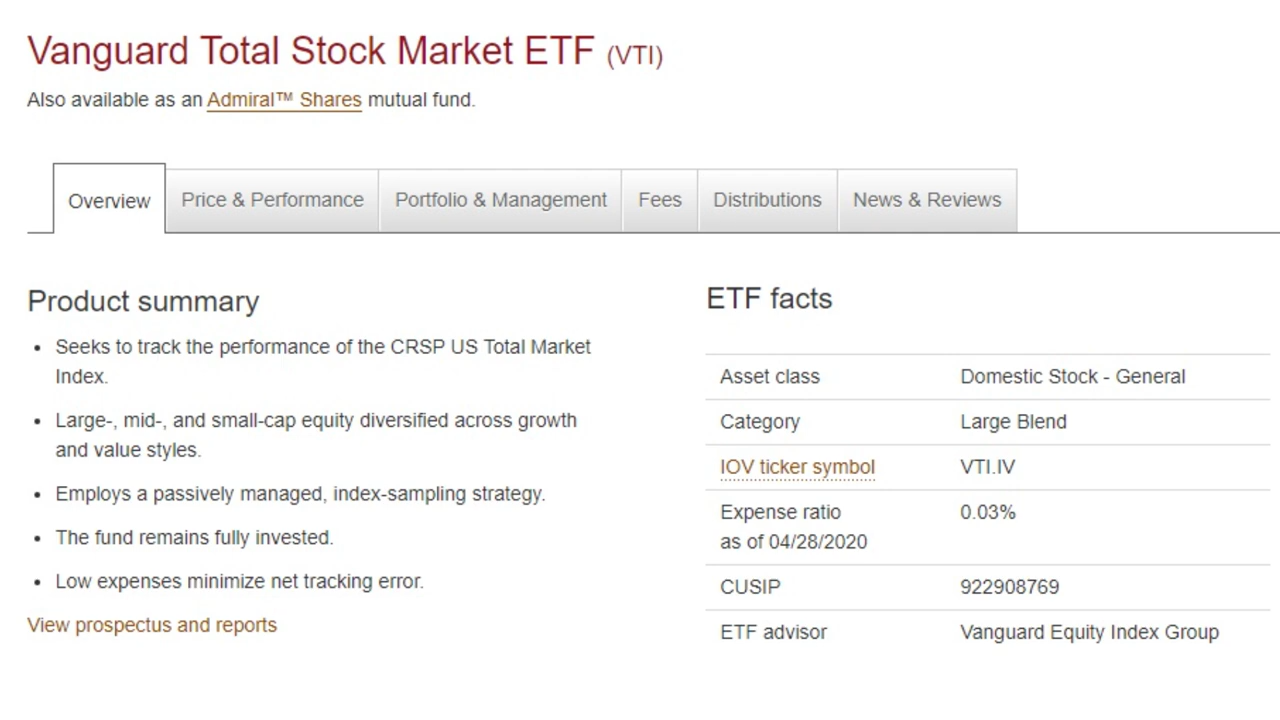 Vanguard Total Stock Market ETF (VTI)
Also available as an Admiral™ Shares mutual fund.
Overview
Price & Performance
Portfolio & Management
Fees
Distributions
News & Reviews
Product summary
• Seeks to track the performance of the CRSP US Total Market
Index.
• Large-, mid-, and small-cap equity diversified across growth
and value styles.
• Employs a passively managed, index-sampling strategy.
• The fund remains fully invested.
• Low expenses minimize net tracking error.
View prospectus and reports
ETF facts
Asset class Domestic Stock - General
Category Large Blend
IOV ticker symbol VTI.IV
Expense ratio 0.03%
as of 04/28/2020
CUSIP 922908769
ETF advisor Vanguard Equity Index Group